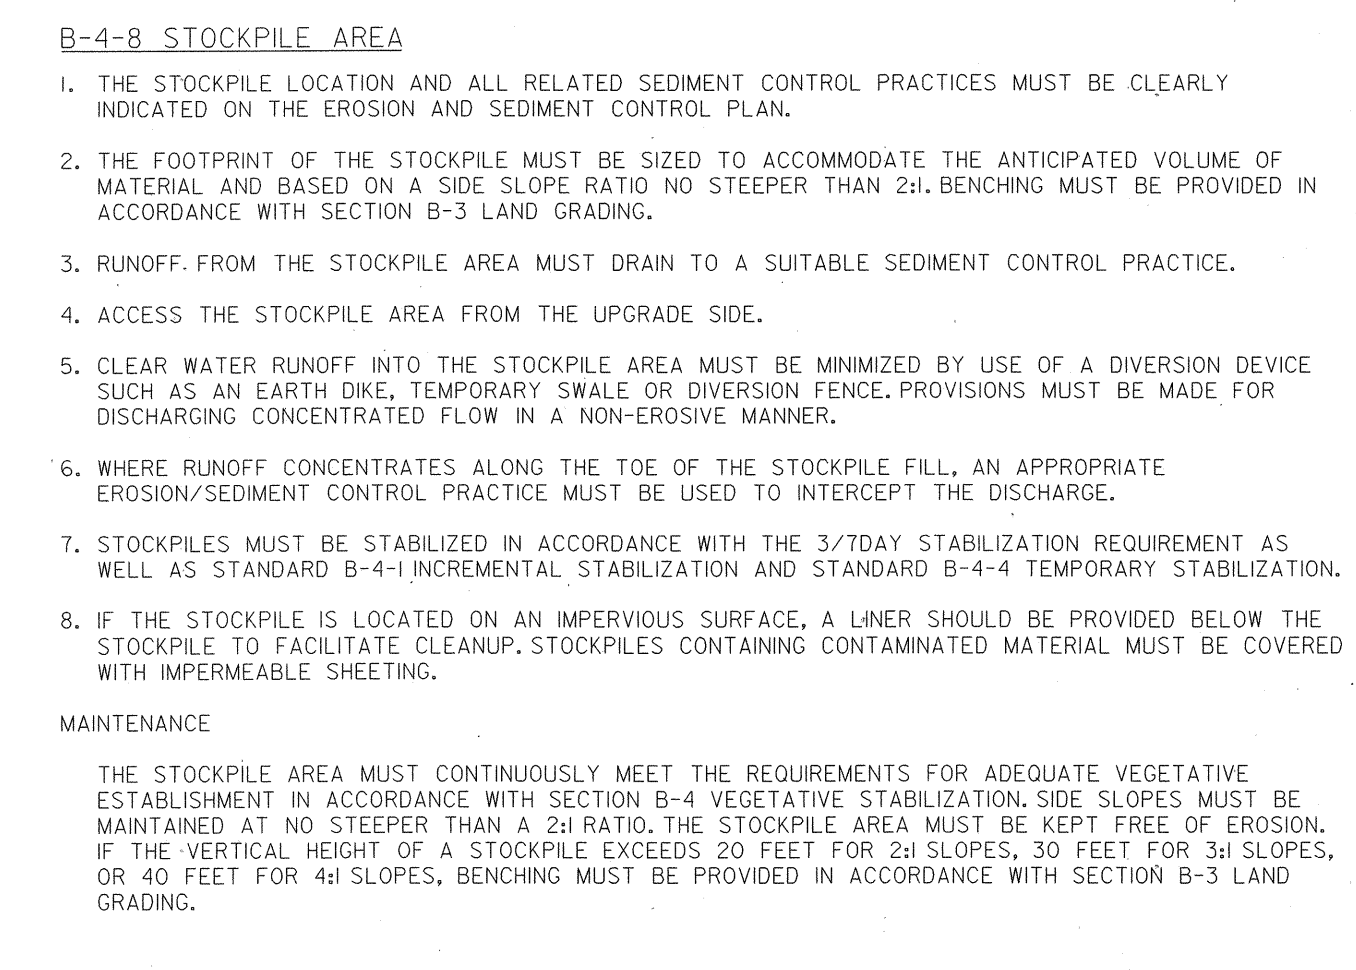 B-4-8 STOCKPILE AREA
1. THE STOCKPILE LOCATION AND ALL RELATED SEDIMENT CONTROL PRACTICES MUST BE CLEARLY
INDICATED ON THE EROSION AND SEDIMENT CONTROL PLAN.
2. THE FOOTPRINT OF THE STOCKPILE MUST BE SIZED TO ACCOMMODATE THE ANTICIPATED VOLUME OF
MATERIAL AND BASED ON A SIDE SLOPE RATIO NO STEEPER THAN 2:1. BENCHING MUST BE PROVIDED IN
ACCORDANCE WITH SECTION B-3 LAND GRADING.
3. RUNOFF FROM THE STOCKPILE AREA MUST DRAIN TO A SUITABLE SEDIMENT CONTROL PRACTICE.
4. ACCESS THE STOCKPILE AREA FROM THE UPGRADE SIDE.
5. CLEAR WATER RUNOFF INTO THE STOCKPILE AREA MUST BE MINIMIZED BY USE OF A DIVERSION DEVICE
SUCH AS AN EARTH DIKE, TEMPORARY SWALE OR DIVERSION FENCE. PROVISIONS MUST BE MADE FOR
DISCHARGING CONCENTRATED FLOW IN A NON-EROSIVE MANNER.
6. WHERE RUNOFF CONCENTRATES ALONG THE TOE OF THE STOCKPILE FILL, AN APPROPRIATE
EROSION/SEDIMENT CONTROL PRACTICE MUST BE USED TO INTERCEPT THE DISCHARGE.
7. STOCKPILES MUST BE STABILIZED IN ACCORDANCE WITH THE 3/7DAY STABILIZATION REQUIREMENT AS
WELL AS STANDARD B-4-1 INCREMENTAL STABILIZATION AND STANDARD B-4-4 TEMPORARY STABILIZATION.
8. IF THE STOCKPILE IS LOCATED ON AN IMPERVIOUS SURFACE, A LINER SHOULD BE PROVIDED BELOW THE
STOCKPILE TO FACILITATE CLEANUP. STOCKPILES CONTAINING CONTAMINATED MATERIAL MUST BE COVERED
WITH IMPERMEABLE SHEETING.
MAINTENANCE
THE STOCKPILE AREA MUST CONTINUOUSLY MEET THE REQUIREMENTS FOR ADEQUATE VEGETATIVE
ESTABLISHMENT IN ACCORDANCE WITH SECTION B-4 VEGETATIVE STABILIZATION. SIDE SLOPES MUST BE
MAINTAINED AT NO STEEPER THAN A 2:1 RATIO. THE STOCKPILE AREA MUST BE KEPT FREE OF EROSION.
IF THE VERTICAL HEIGHT OF A STOCKPILE EXCEEDS 20 FEET FOR 2:1 SLOPES, 30 FEET FOR 3:1 SLOPES,
OR 40 FEET FOR 4:1 SLOPES, BENCHING MUST BE PROVIDED IN ACCORDANCE WITH SECTION B-3 LAND
GRADING.